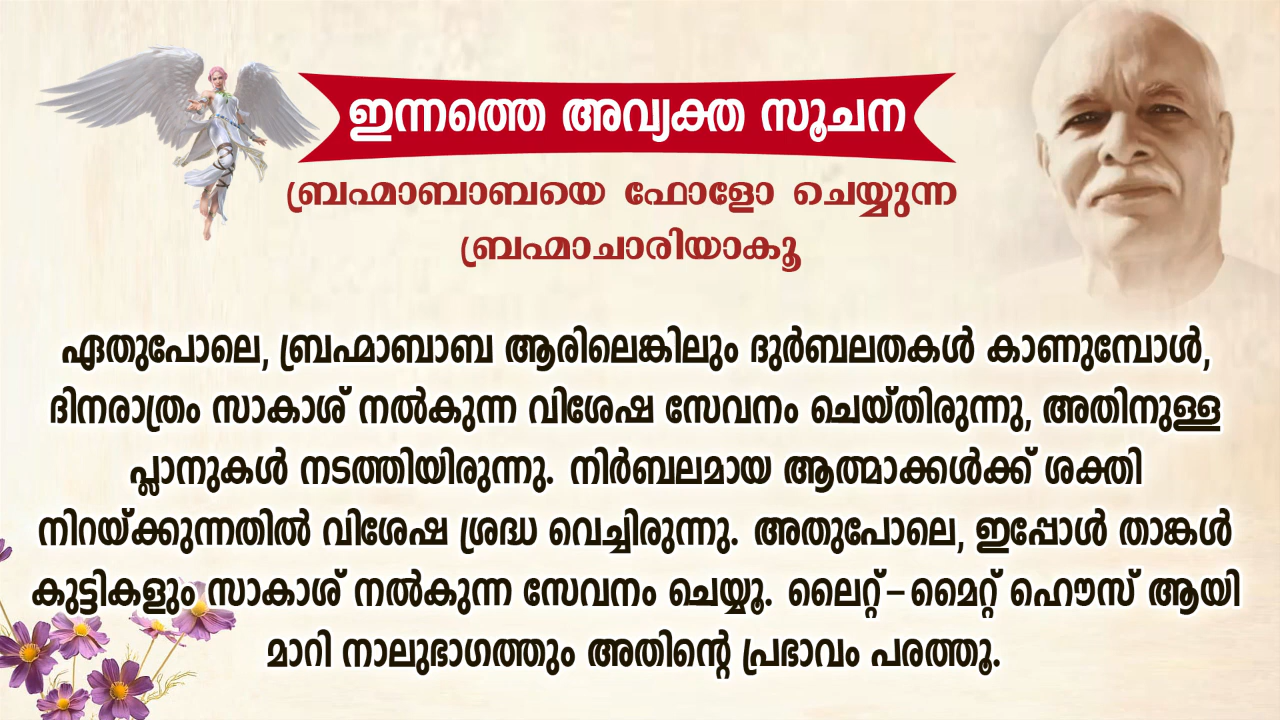 ഇന്നത്തെ അവ്യക്ത സൂചന
ബ്രഹ്മാബാബയെ ഫോളോ ചെയ്യുന്ന
ബ്രഹ്മാചാരിയാകൂ
ഏതുപോലെ, ബ്രഹ്മാബാബ ആരിലെങ്കിലും ദുർബലതകൾ കാണുമ്പോൾ,
ദിനരാത്രം സാകാശ് നൽകുന്ന വിശേഷ സേവനം ചെയ്തിരുന്നു, അതിനുള്ള
പ്ലാനുകൾ നടത്തിയിരുന്നു. നിർബലമായ ആത്മാക്കൾക്ക് ശക്തി
നിറയ്ക്കുന്നതിൽ വിശേഷ ശ്രദ്ധ വെച്ചിരുന്നു. അതുപോലെ, ഇപ്പോൾ താങ്കൾ
കുട്ടികളും സാകാശ് നൽകുന്ന സേവനം ചെയ്യൂ. ലൈറ്റ്-മൈറ്റ് ഹൌസ് ആയി
മാറി നാലുഭാഗത്തും അതിന്റെ പ്രഭാവം പരത്തൂ.